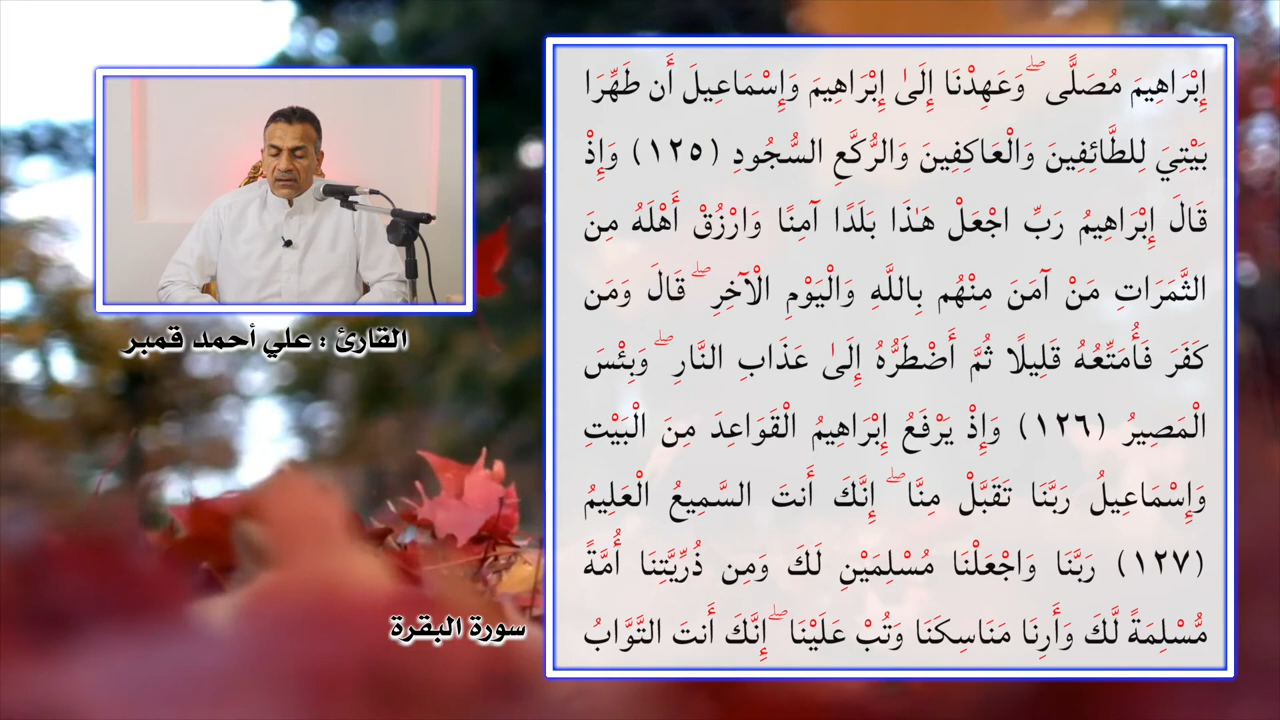 إِبْرَاهِيمَ مُصَلًّى ۖ وَعَهِدْنَا إِلَىٰ إِبْرَاهِيمَ وَإِسْمَاعِيلَ أَن طَهِّرَا
بَيْتِيَ لِلطَّائِفِينَ وَالْعَاكِفِينَ وَالرُّكَّعِ السُّجُودِ (١٢٥) وَإِذْ
قَالَ إِبْرَاهِيمُ رَبِّ اجْعَلْ هَٰذَا بَلَدًا آمِنًا وَارْزُقْ أَهْلَهُ مِنَ
الثَّمَرَاتِ مَنْ آمَنَ مِنْهُم بِاللَّهِ وَالْيَوْمِ الْآخِرِ ۖ قَالَ وَمَن
كَفَرَ فَأُمَتِّعُهُ قَلِيلًا ثُمَّ أَضْطَرُّهُ إِلَىٰ عَذَابِ النَّارِ ۖ وَبِئْسَ
الْمَصِيرُ (١٢٦) وَإِذْ يَرْفَعُ إِبْرَاهِيمُ الْقَوَاعِدَ مِنَ الْبَيْتِ
وَإِسْمَاعِيلُ رَبَّنَا تَقَبَّلْ مِنَّا ۖ إِنَّكَ أَنتَ السَّمِيعُ الْعَلِيمُ
(١٢٧) رَبَّنَا وَاجْعَلْنَا مُسْلِمَيْنِ لَكَ وَمِن ذُرِّيَّتِنَا أُمَّةً
مُّسْلِمَةً لَّكَ وَأَرِنَا مَنَاسِكَنَا وَتُبْ عَلَيْنَا ۖ إِنَّكَ أَنتَ التَّوَّابُ
القارئ : علي أحمد قمبر
سورة البقرة